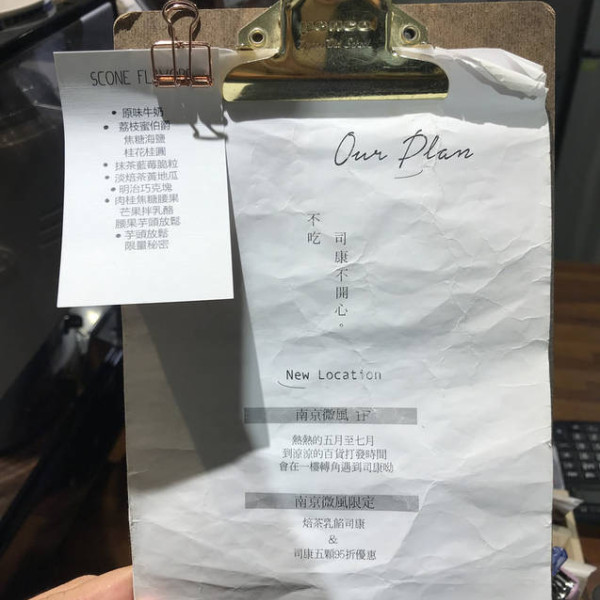 SCONE FLAVORS
• 原味牛奶
• 荔枝蜜伯爵
焦糖海鹽
桂花桂圓
• 抹茶藍莓脆粒
• 淡焙茶黃地瓜
• 明治巧克塊
• 肉桂焦糖腰果
芒果拌乳酪
腰果芋頭放鬆
• 芋頭放鬆
限量秘密
Our Plan
不吃
司康不開心。
New Location
南京微風 1F
熱熱的五月至七月
到涼涼的百貨打發時間
會在一樓轉角遇到司康呦
南京微風限定
焙茶乳餡司康
&
司康五顆95折優惠